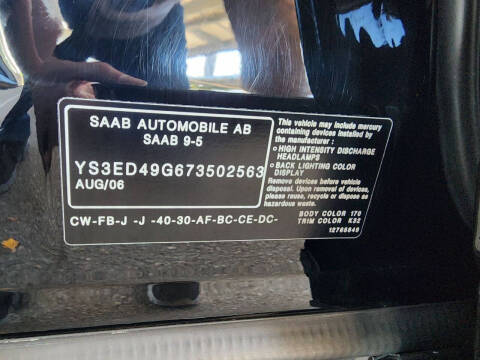 SAAB AUTOMOBILE AB
SAAB 9-5
YS3ED49G673502563
AUG/06
CW-FB-J -J -40-30-AF-BC-CE-DC-
This vehicle may include mercury
containing devices installed by
the manufacturer:
o HIGH INTENSITY DISCHARGE
HEADLAMPS
o BACK LIGHTING COLOR
DISPLAY
Remove devices before vehicle
disposal. Upon removal of devices,
please reuse, recycle or dispose as
hazardous waste.
BODY COLOR 170
TRIM COLOR K52
12765640